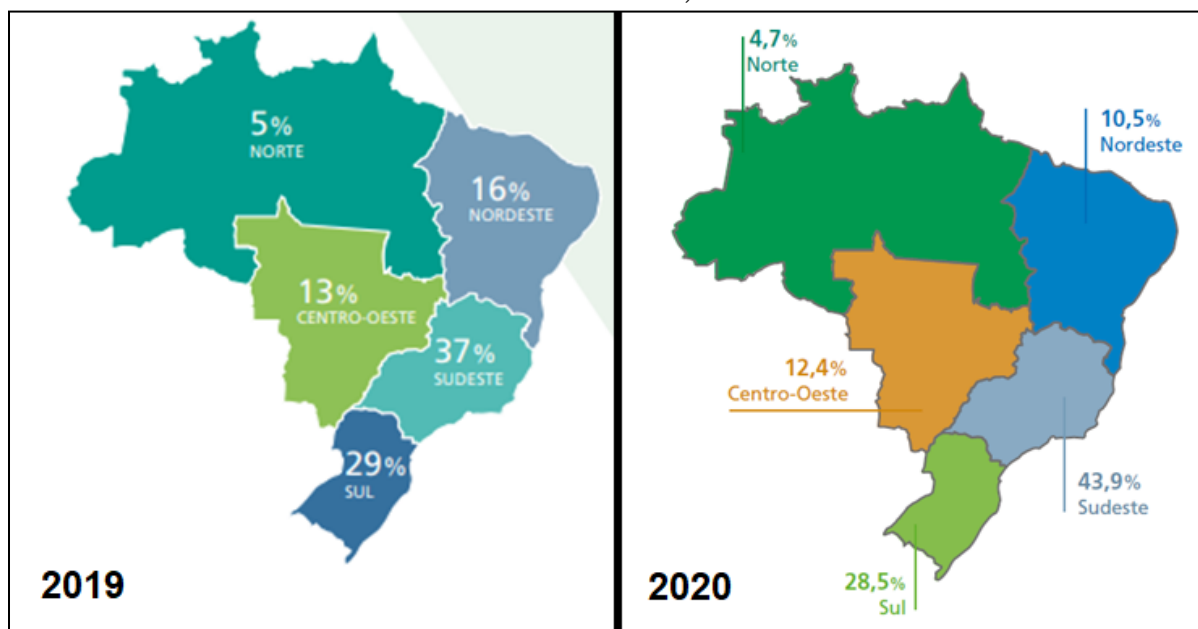 5%
NORTE
16%
NORDESTE
13%
CENTRO-OESTE
37%
SUDESTE
29%
SUL
2019
4,7%
Norte
10,5%
Nordeste
12,4%
Centro-Oeste
43,9%
Sudeste
28,5%
Sul
2020